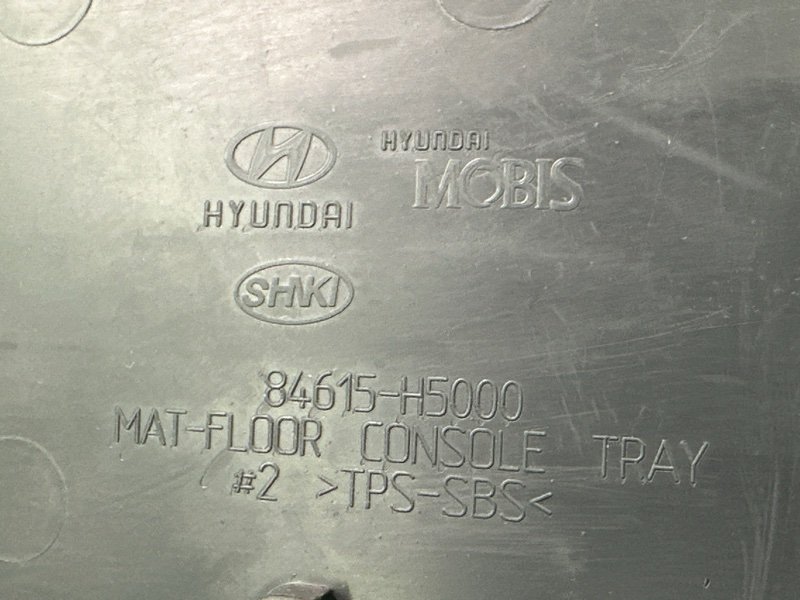 HYUNDAI
HYUNDAI
MOBIS
SHNKI
84615-H5000
MAT-FLOOR CONSOLE TRAY
#2 >TPS-SBS<